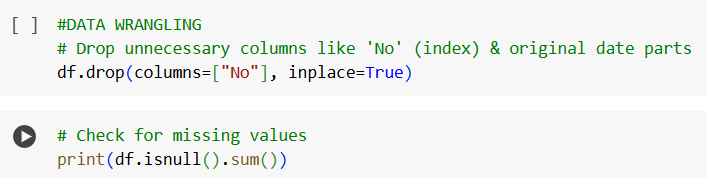 [ ] #DATA WRANGLING
# Drop unnecessary columns like 'No' (index) & original date parts
df.drop(columns=["No"], inplace=True)
# Check for missing values
print(df.isnull().sum())